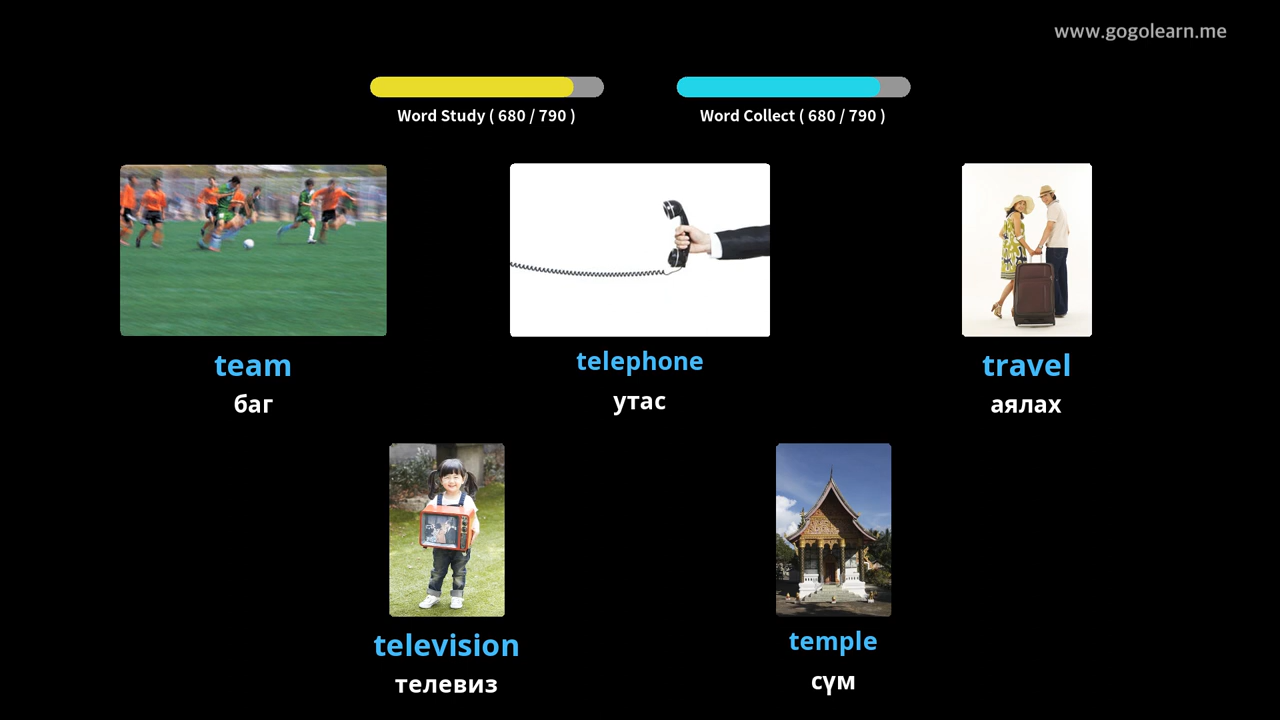 www.gogolearn.me
Word Study ( 680 / 790 )
Word Collect ( 680 / 790 )
team
баг
telephone
утас
travel
аялах
television
телевиз
temple
сүм